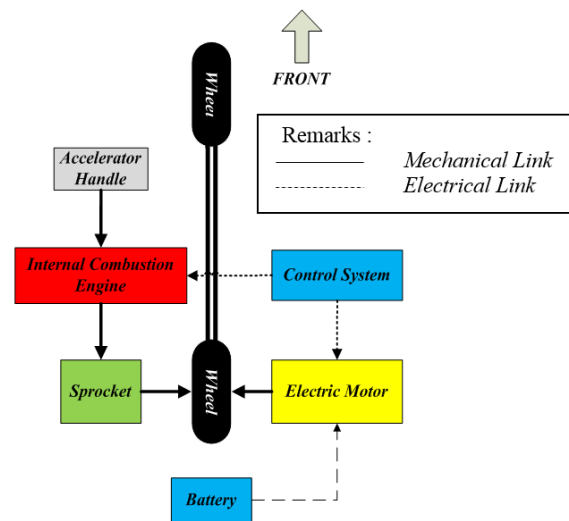 Wheel
FRONT
Remarks :
Mechanical Link
Electrical Link
Accelerator
Handle
Internal Combustion
Engine
Control System
Sprocket
Wheel
Electric Motor
Battery